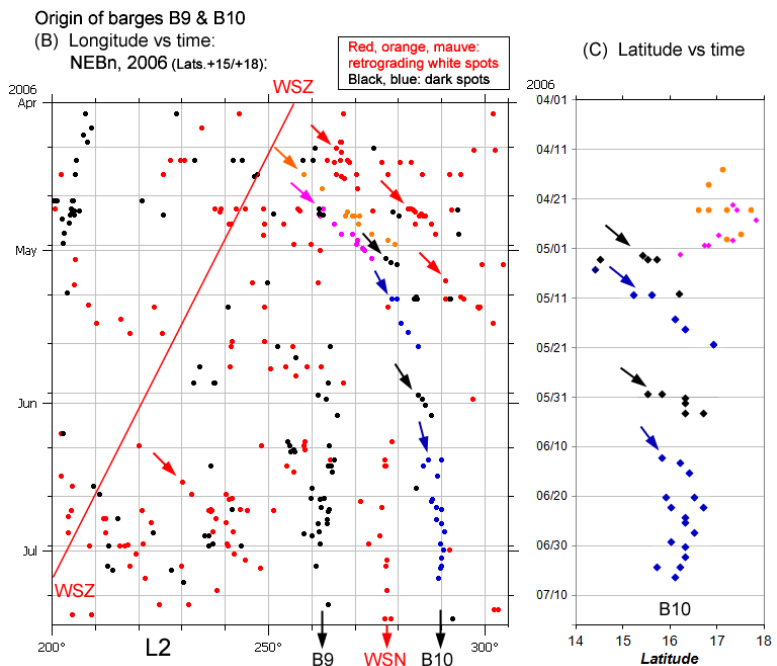 Origin of barges B9 & B10
(B) Longitude vs time:
NEBn, 2006 (Lats.+15/+18):
Red, orange, mauve:
retrograding white spots
Black, blue: dark spots
(C) Latitude vs time
2006
Apr
May
Jun
Jul
WSZ
WSZ
200°
L2
250°
300°
B9
WSN
B10
2006
04/01
04/11
04/21
05/01
05/11
05/21
05/31
06/10
06/20
06/30
07/10
B10
14
15
16
17
18
Latitude